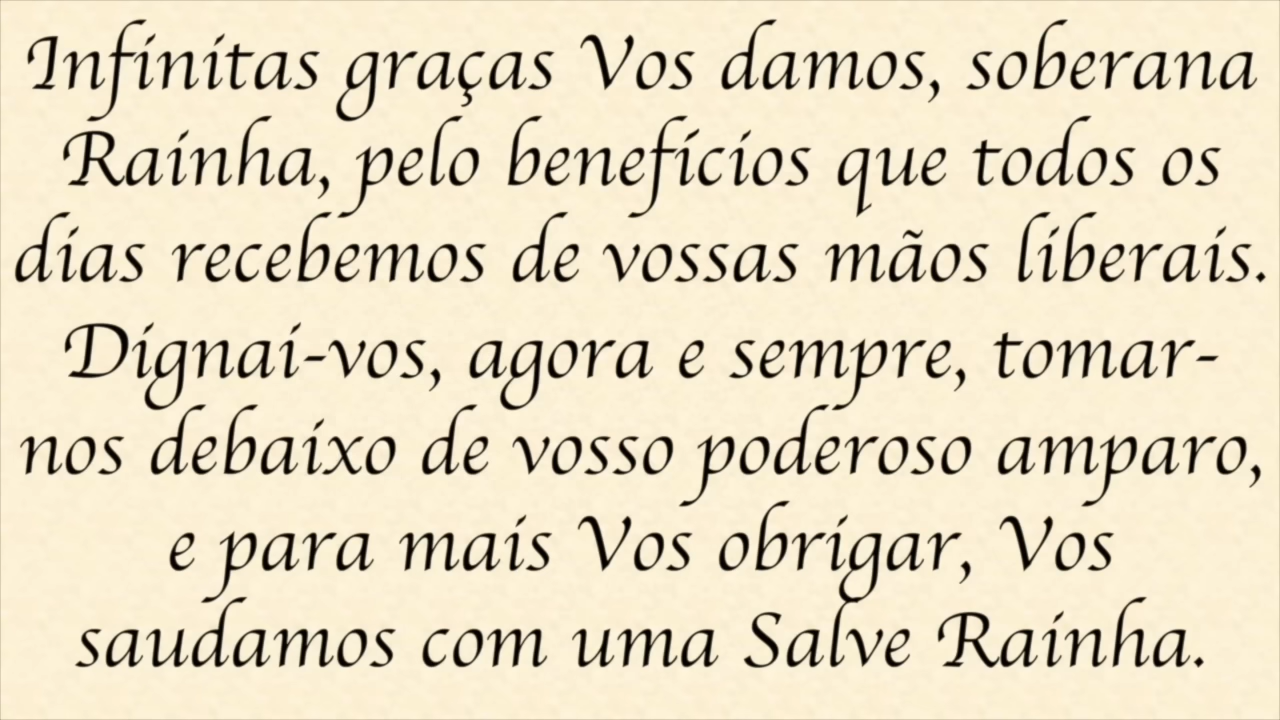 Infinitas graças Vos damos, soberana
Rainha, pelo benefícios que todos os
dias recebemos de vossas mãos liberais.
Dignai-vos, agora e sempre, tomar-
nos debaixo de vosso poderoso amparo,
e para mais Vos obrigar, Vos
saudamos com uma Salve Rainha.